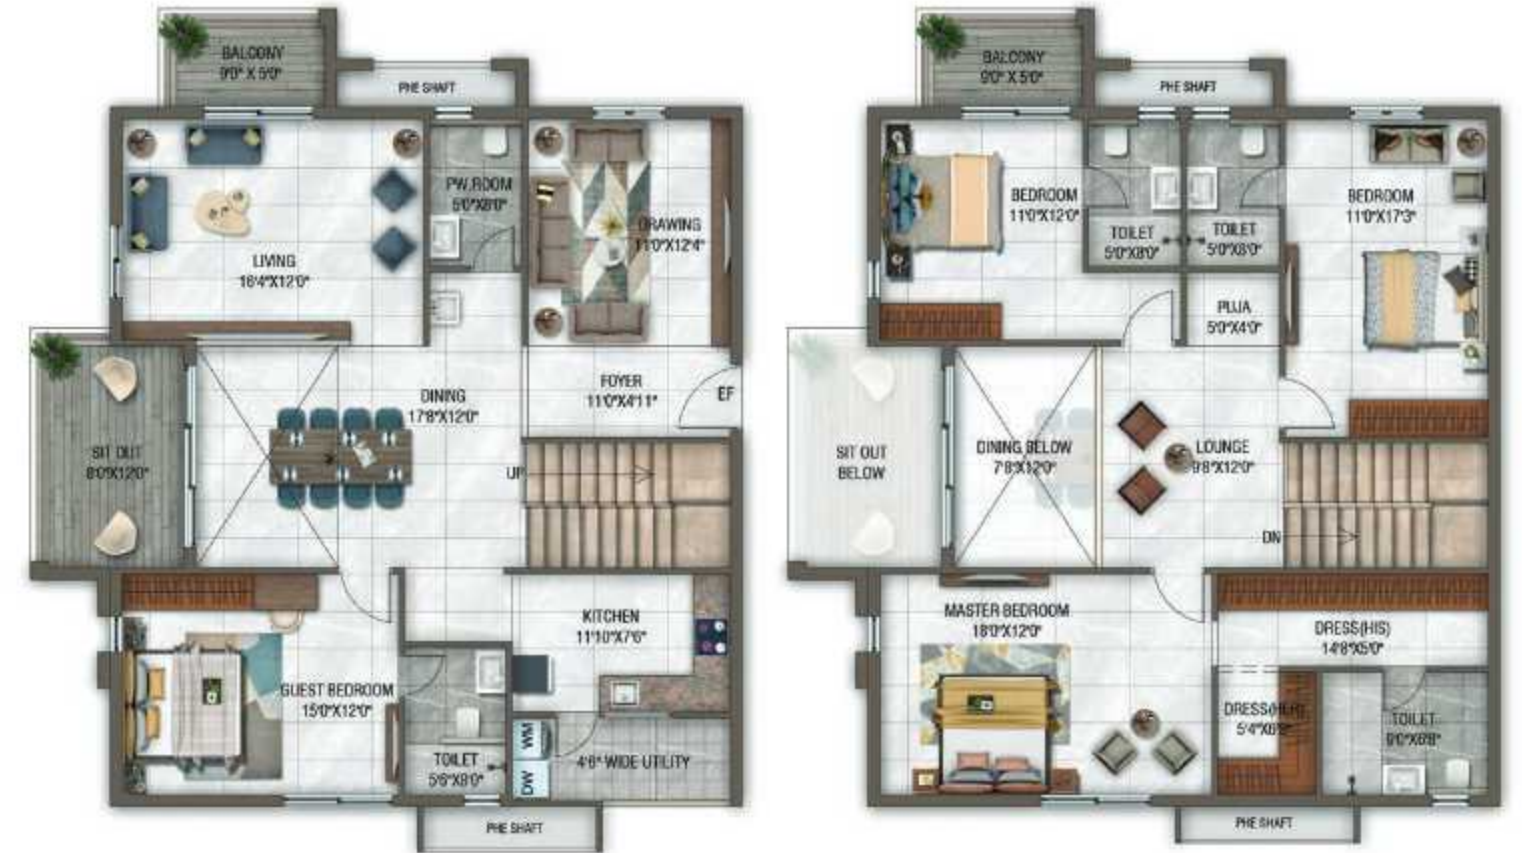 BALCONY
9'0" X 5'0"
PHE SHAFT
PW.ROOM
5'0"X8'0"
DRAWING
11'0"X12'4"
LIVING
16'4"X12'0"
FOYER
11'0"X4'11"
EF
DINING
17'8"X12'0"
SIT OUT
8'0"X12'0"
UP
KITCHEN
11'10"X7'6"
GUEST BEDROOM
15'0"X12'0"
TOILET
5'6"X8'0"
WM
DW
4'6" WIDE UTILITY
PHE SHAFT
BALCONY
9'0" X 5'0"
PHE SHAFT
BEDROOM
11'0"X12'0"
TOILET
5'0"X8'0"
TOILET
5'0"X8'0"
BEDROOM
11'0"X17'3"
PUJA
5'0"X4'0"
SIT OUT
BELOW
DINING BELOW
7'8"X12'0"
LOUNGE
9'8"X12'0"
DN
MASTER BEDROOM
18'0"X12'0"
DRESS(HIS)
14'8"X5'0"
DRESS(HER)
TOILET
9'0"X6'8"
PHE SHAFT